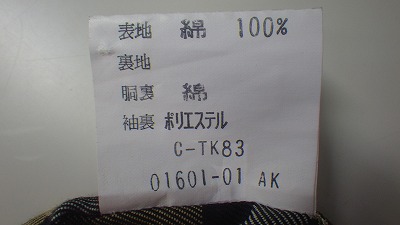 表地 綿 100%
裏地
胴裏 綿
袖裏 ポリエステル
C-TK83
01601-01 AK